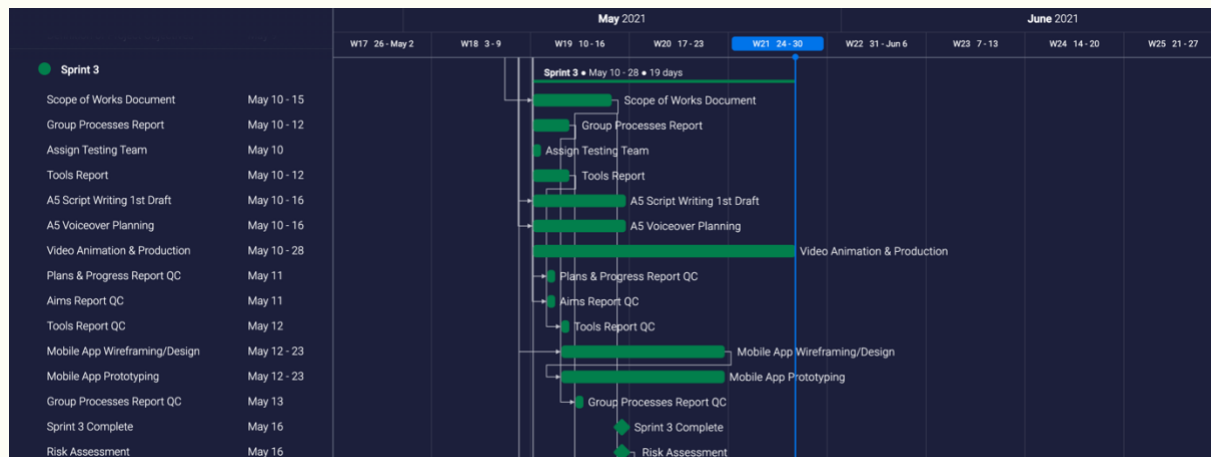 May 2021
June 2021
W17 26 - May 2
W18 3 - 9
W19 10 - 16
W20 17 - 23
W21 24 - 30
W22 31 - Jun 6
W23 7 - 13
W24 14 - 20
W25 21 - 27
Sprint 3
Sprint 3 • May 10 - 28 • 19 days
Scope of Works Document May 10 - 15 Scope of Works Document
Group Processes Report May 10 - 12 Group Processes Report
Assign Testing Team May 10 Assign Testing Team
Tools Report May 10 - 12 Tools Report
A5 Script Writing 1st Draft May 10 - 16 A5 Script Writing 1st Draft
A5 Voiceover Planning May 10 - 16 A5 Voiceover Planning
Video Animation & Production May 10 - 28 Video Animation & Production
Plans & Progress Report QC May 11 Plans & Progress Report QC
Aims Report QC May 11 Aims Report QC
Tools Report QC May 12 Tools Report QC
Mobile App Wireframing/Design May 12 - 23 Mobile App Wireframing/Design
Mobile App Prototyping May 12 - 23 Mobile App Prototyping
Group Processes Report QC May 13 Group Processes Report QC
Sprint 3 Complete May 16 Sprint 3 Complete
Risk Assessment May 16 Risk Assessment